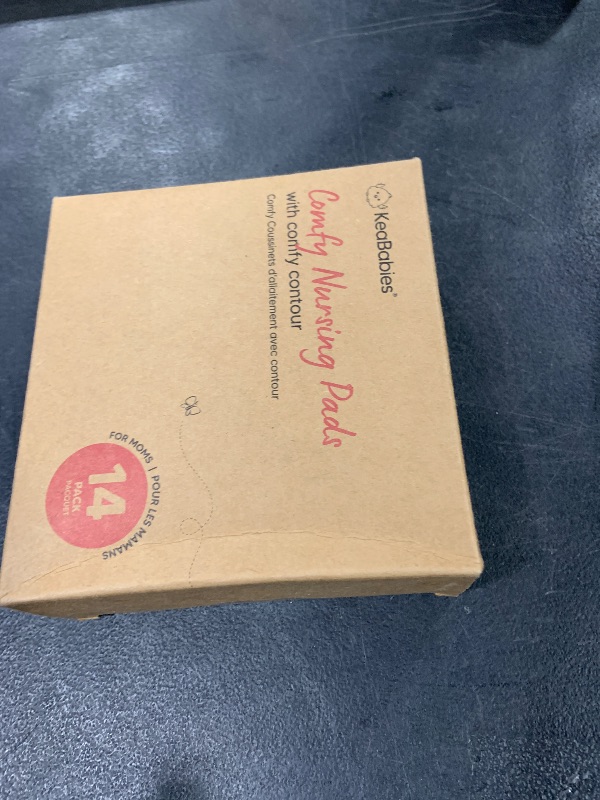 KeaBabies®
Comfy Nursing Pads
with comfy contour
Comfy Coussinets d'allaitement avec contour
FOR MOMS | POUR LES MAMANS
14
PACK
PAQUET